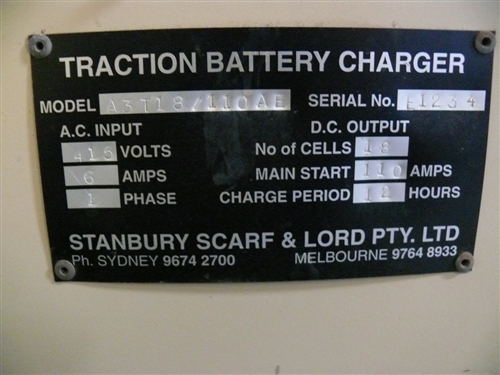 TRACTION BATTERY CHARGER
MODEL A3T18/110AE SERIAL No. E1234
A.C. INPUT D.C. OUTPUT
415 VOLTS No of CELLS 18
16 AMPS MAIN START 110 AMPS
1 PHASE CHARGE PERIOD 12 HOURS
STANBURY SCARF & LORD PTY. LTD
Ph. SYDNEY 9674 2700 MELBOURNE 9764 8933